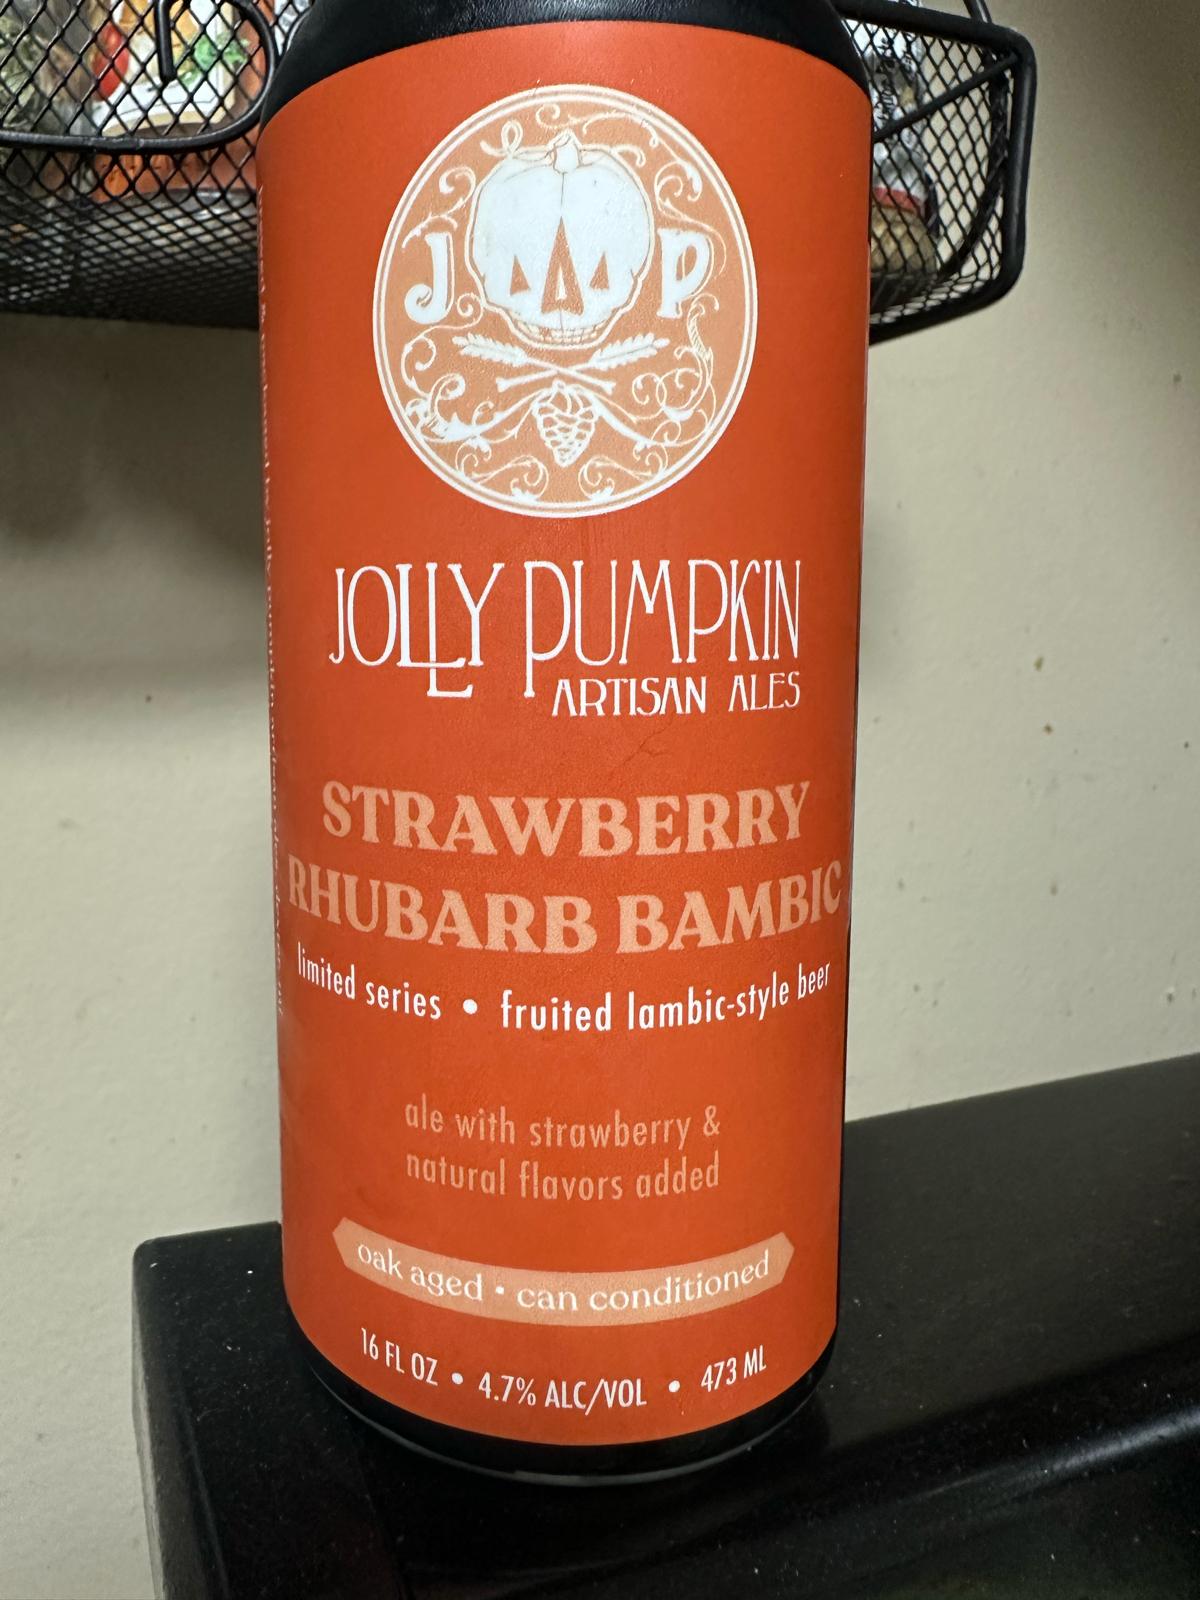 J P
JOLLY PUMPKIN
ARTISAN ALES
STRAWBERRY
RHUBARB BAMBIC
limited series • fruited lambic-style beer
ale with strawberry &
natural flavors added
oak aged • can conditioned
16 FL OZ • 4.7% ALC/VOL • 473 ML